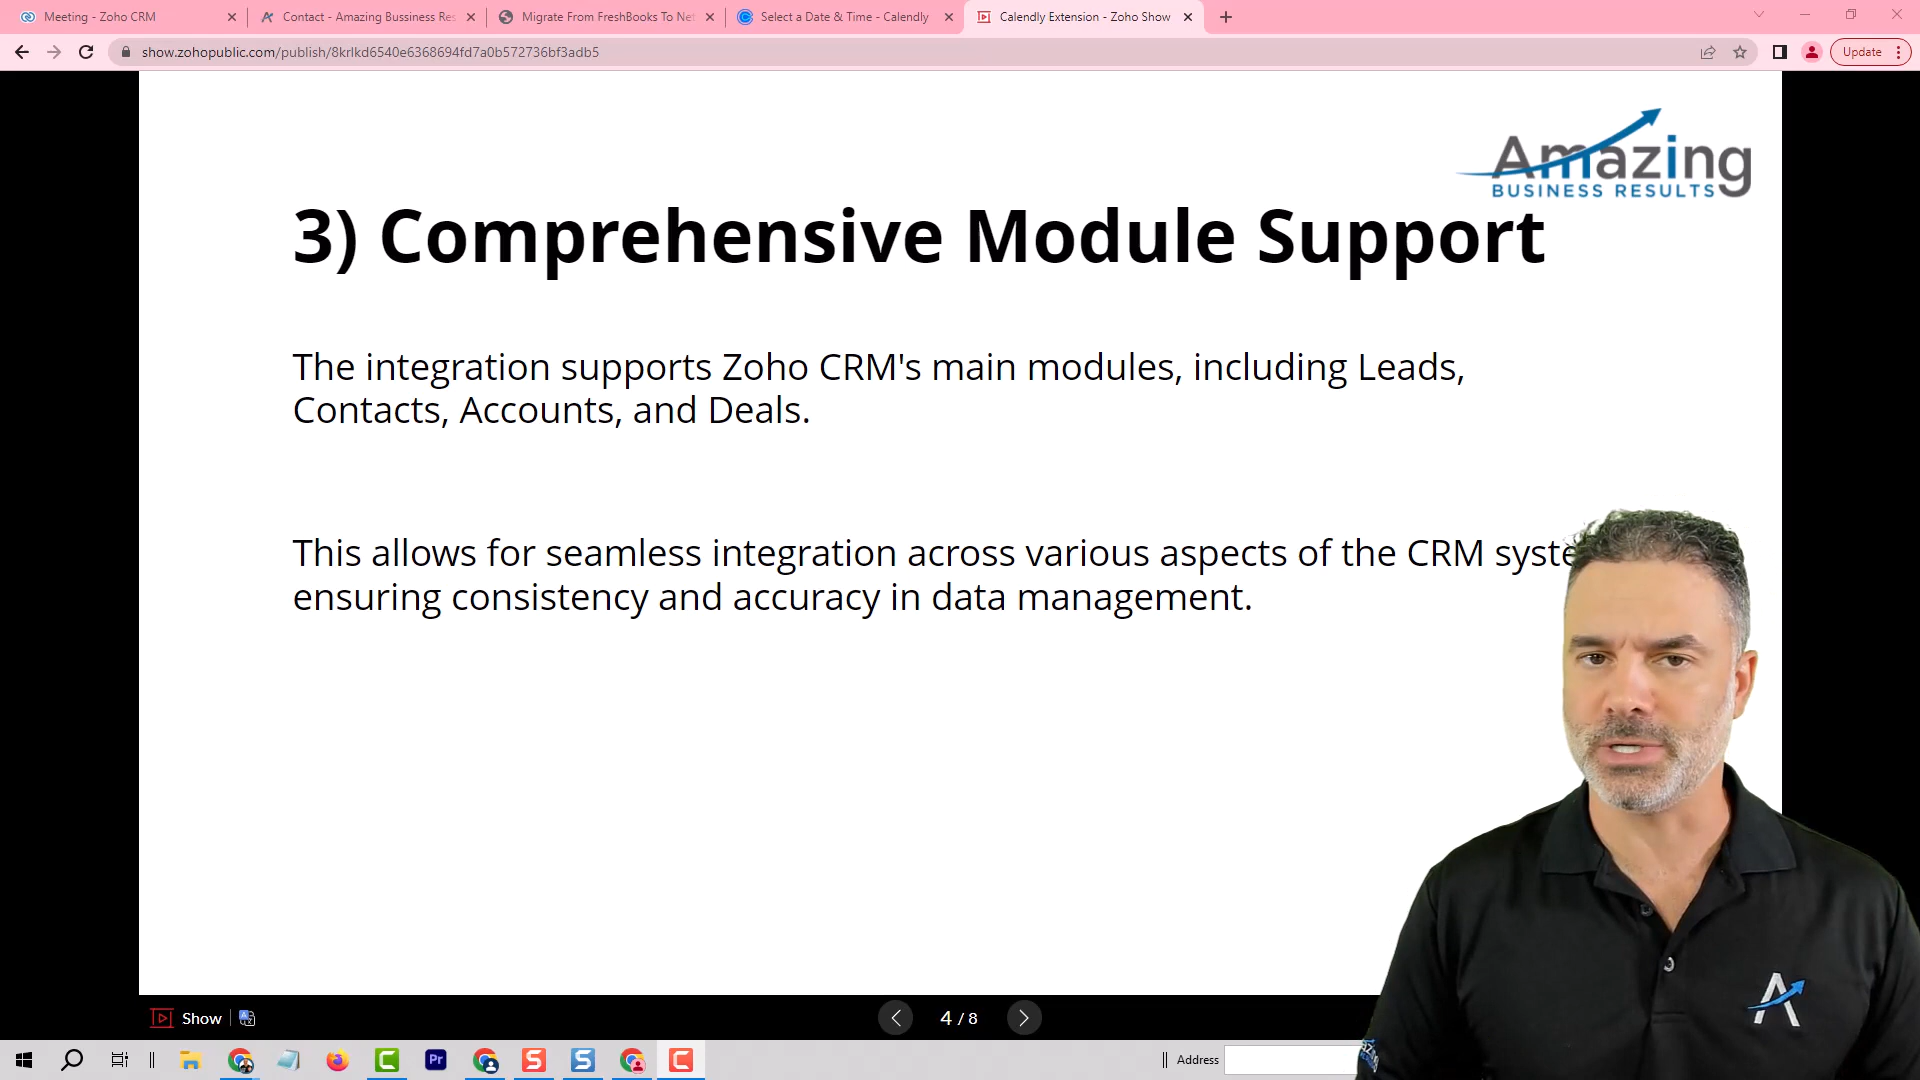 Meeting - Zoho CRM
Contact - Amazing Bussiness Res
Migrate From FreshBooks To Net
Select a Date & Time - Calendly
Calendly Extension - Zoho Show
show.zohopublic.com/publish/8krlkd6540e6368694fd7a0b572736bf3adb5
Update
Amazing
BUSINESS RESULTS
3) Comprehensive Module Support
The integration supports Zoho CRM's main modules, including Leads,
Contacts, Accounts, and Deals.
This allows for seamless integration across various aspects of the CRM syste
ensuring consistency and accuracy in data management.
Show
4 / 8
Pr
Address